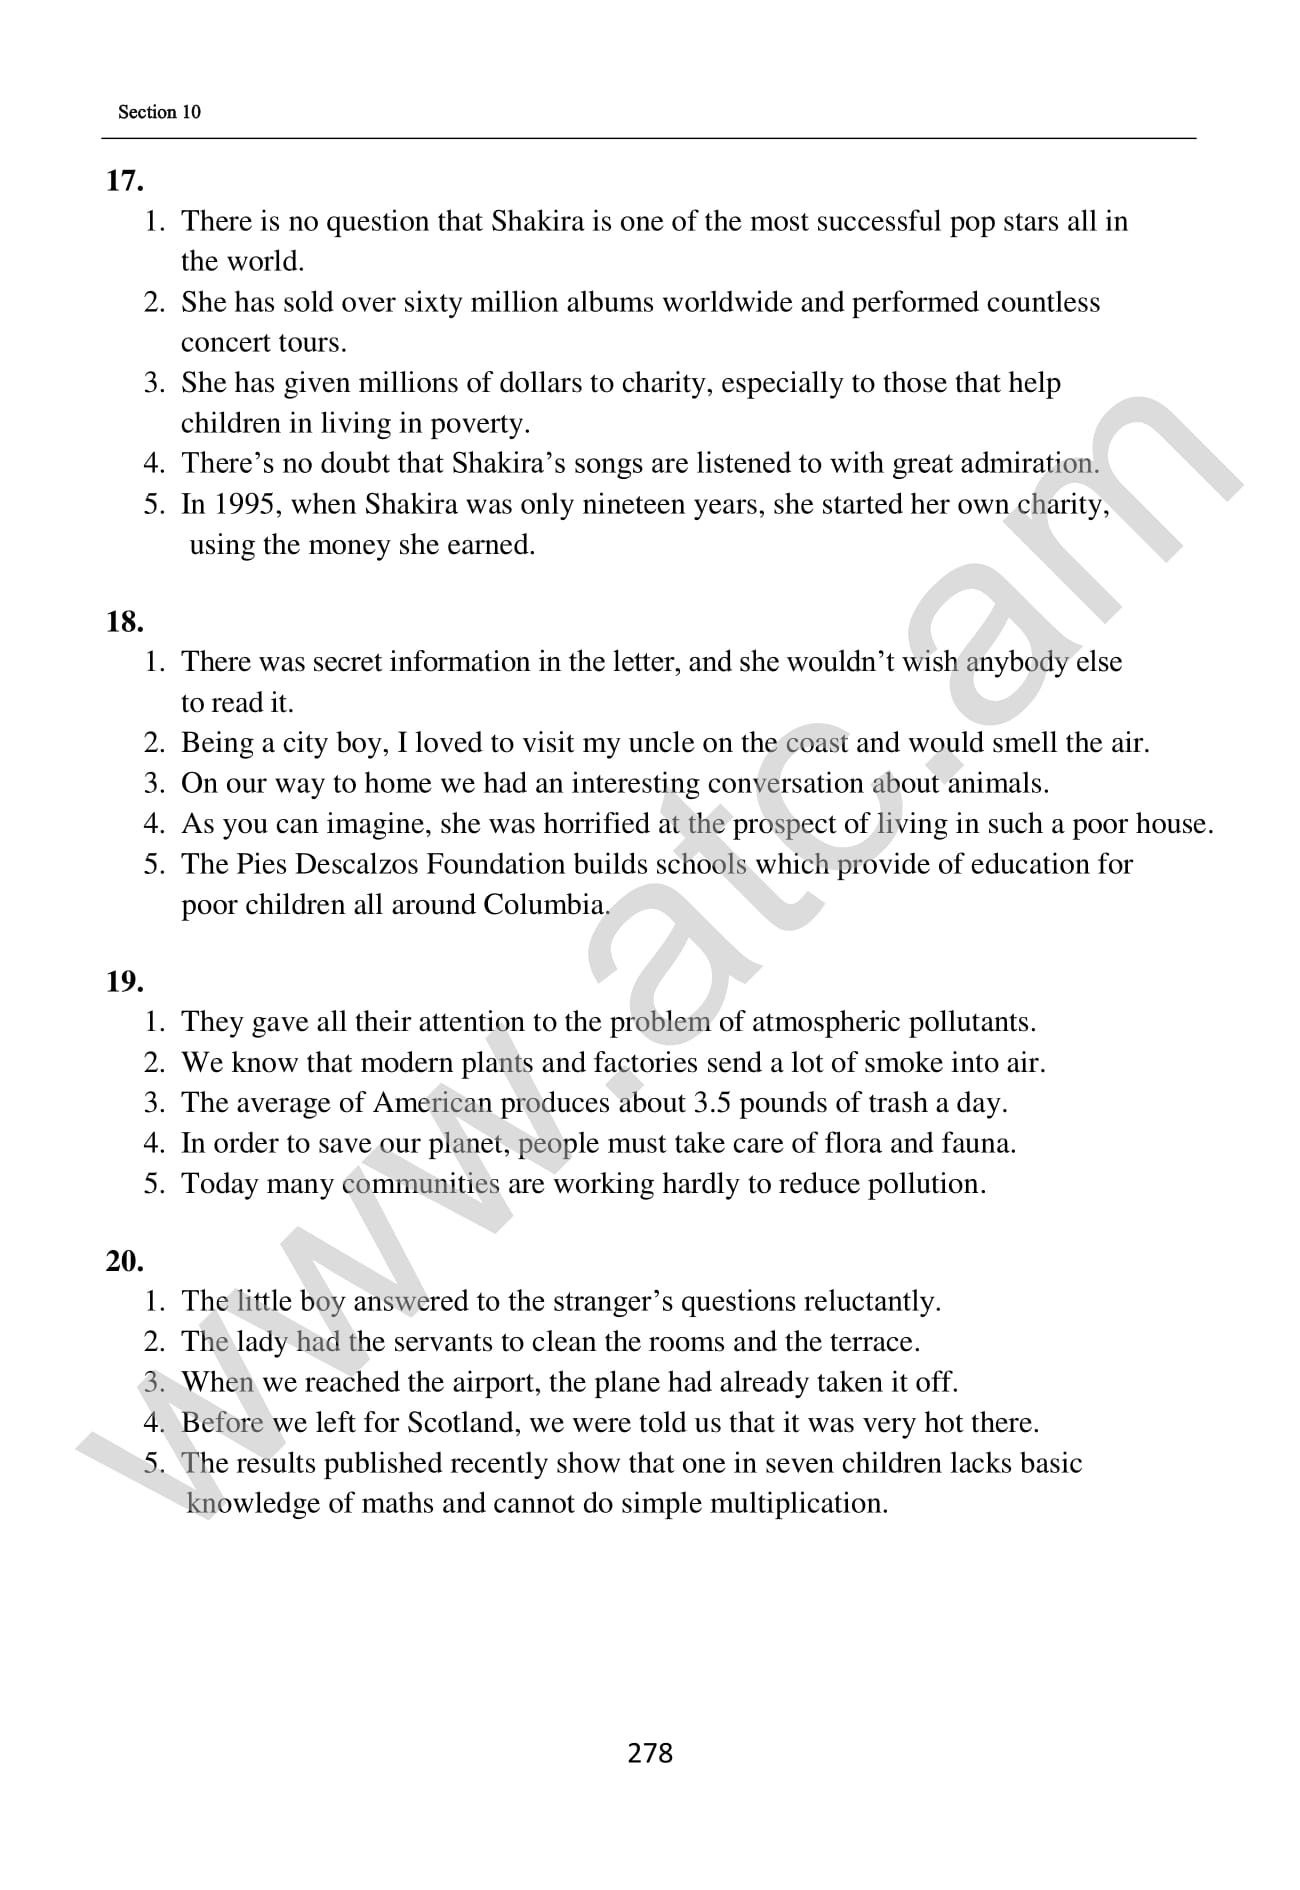 Section 10
17.
1. There is no question that Shakira is one of the most successful pop stars all in
the world.
2. She has sold over sixty million albums worldwide and performed countless
concert tours.
3. She has given millions of dollars to charity, especially to those that help
children in living in poverty.
4. There’s no doubt that Shakira’s songs are listened to with great admiration.
5. In 1995, when Shakira was only nineteen years, she started her own charity,
using the money she earned.
18.
1. There was secret information in the letter, and she wouldn’t wish anybody else
to read it.
2. Being a city boy, I loved to visit my uncle on the coast and would smell the air.
3. On our way to home we had an interesting conversation about animals.
4. As you can imagine, she was horrified at the prospect of living in such a poor house.
5. The Pies Descalzos Foundation builds schools which provide of education for
poor children all around Columbia.
19.
1. They gave all their attention to the problem of atmospheric pollutants.
2. We know that modern plants and factories send a lot of smoke into air.
3. The average of American produces about 3.5 pounds of trash a day.
4. In order to save our planet, people must take care of flora and fauna.
5. Today many communities are working hardly to reduce pollution.
20.
1. The little boy answered to the stranger’s questions reluctantly.
2. The lady had the servants to clean the rooms and the terrace.
3. When we reached the airport, the plane had already taken it off.
4. Before we left for Scotland, we were told us that it was very hot there.
5. The results published recently show that one in seven children lacks basic
knowledge of maths and cannot do simple multiplication.
278
www.atc.am